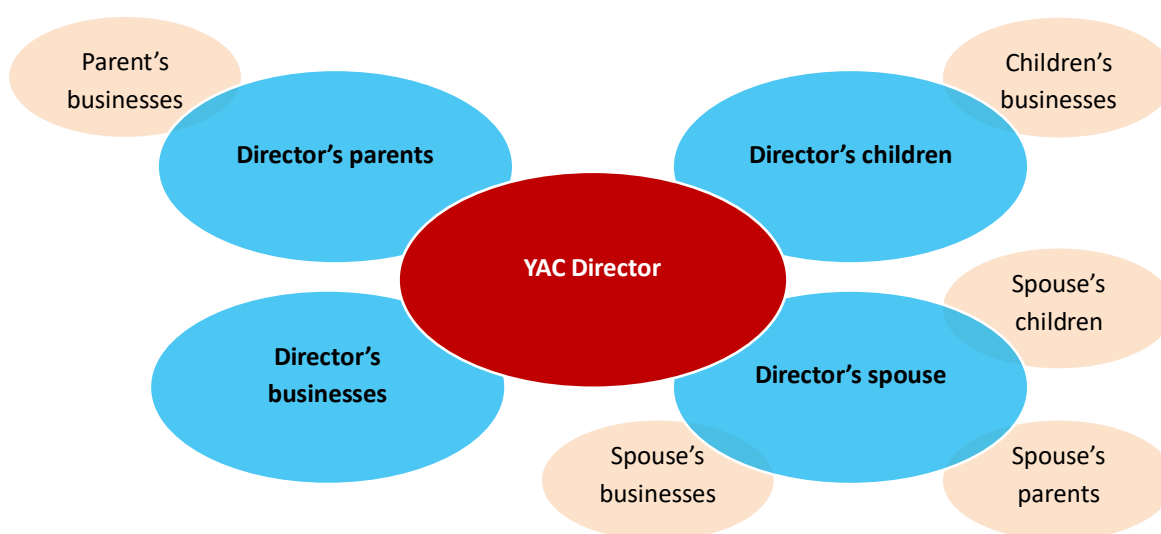 Parent’s
businesses
Children’s
businesses
Director’s parents
Director’s children
YAC Director
Spouse’s
children
Director’s
businesses
Director’s spouse
Spouse’s
businesses
Spouse’s
parents